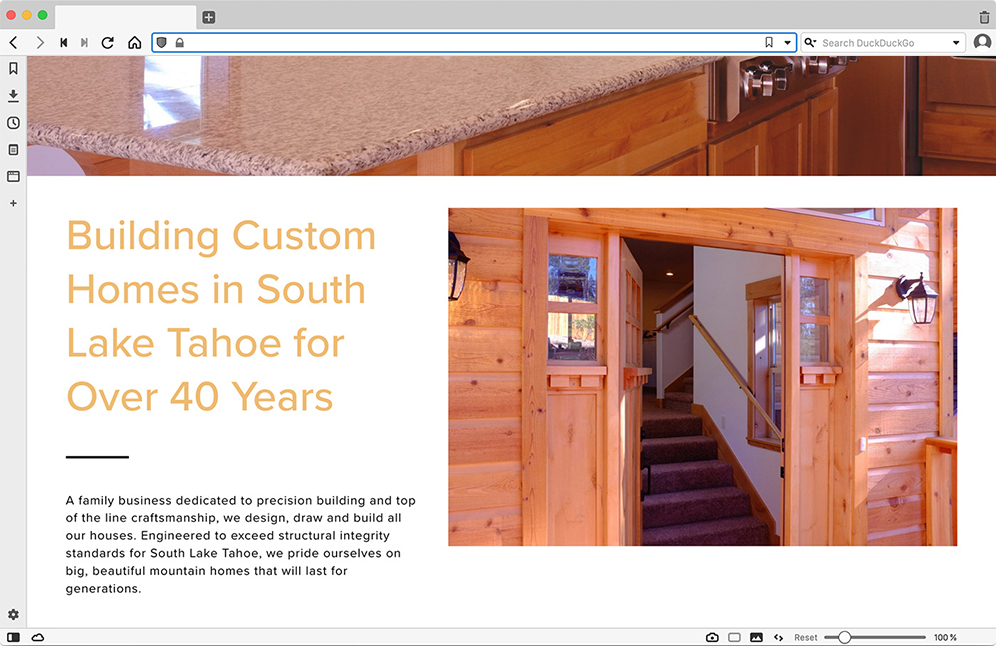 Search DuckDuckGo
Building Custom
Homes in South
Lake Tahoe for
Over 40 Years
A family business dedicated to precision building and top
of the line craftsmanship, we design, draw and build all
our houses. Engineered to exceed structural integrity
standards for South Lake Tahoe, we pride ourselves on
big, beautiful mountain homes that will last for
generations.
Reset
100 %